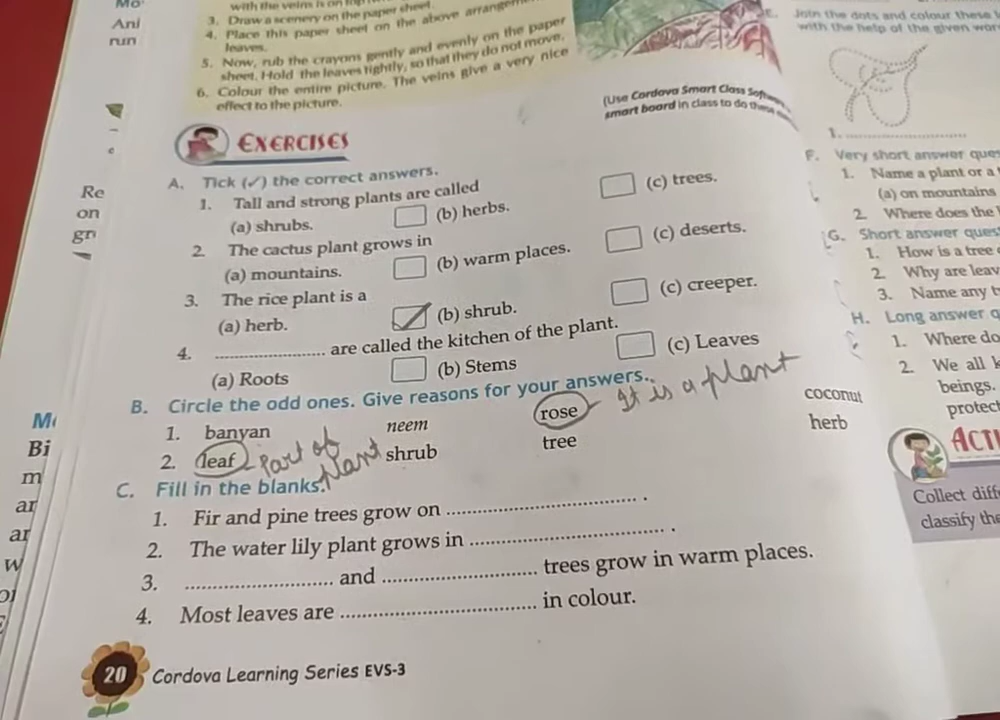 Mo
Ani
run
with the veins is on top
3. Draw a scenery on the paper sheet.
4. Place this paper sheet on the above
leaves.
5. Now, rub the crayons gently and evenly on the paper
sheet. Hold the leaves tightly, so that they do not move.
6. Colour the entire picture. The veins give a very nice
effect to the picture.
(Use Cordova Smart Class
smart board in class to do these
EXERCISES
A. Tick (✓) the correct answers.
1. Tall and strong plants are called
(a) shrubs. (b) herbs. (c) trees.
2. The cactus plant grows in
(a) mountains. (b) warm places. (c) deserts.
3. The rice plant is a
(a) herb. (b) shrub. (c) creeper.
4. .................... are called the kitchen of the plant.
(a) Roots (b) Stems (c) Leaves
B. Circle the odd ones. Give reasons for your answers.
1. banyan neem rose It is a plant coconut
2. leaf Part of plant shrub tree herb
C. Fill in the blanks.
1. Fir and pine trees grow on .................... .
2. The water lily plant grows in .................... .
3. .................... and .................... trees grow in warm places.
4. Most leaves are .................... in colour.
20 Cordova Learning Series EVS-3
Re
on
gr
Bi
m
ar
ar
w
E. Join the dots and colour these
with the help of the given
1. ....................
F. Very short answer
1. Name a plant or a
(a) on mountains
2. Where does the
G. Short answer
1. How is a tree
2. Why are
3. Name any
H. Long answer
1. Where do
2. We all
beings.
protect
Collect
classify the